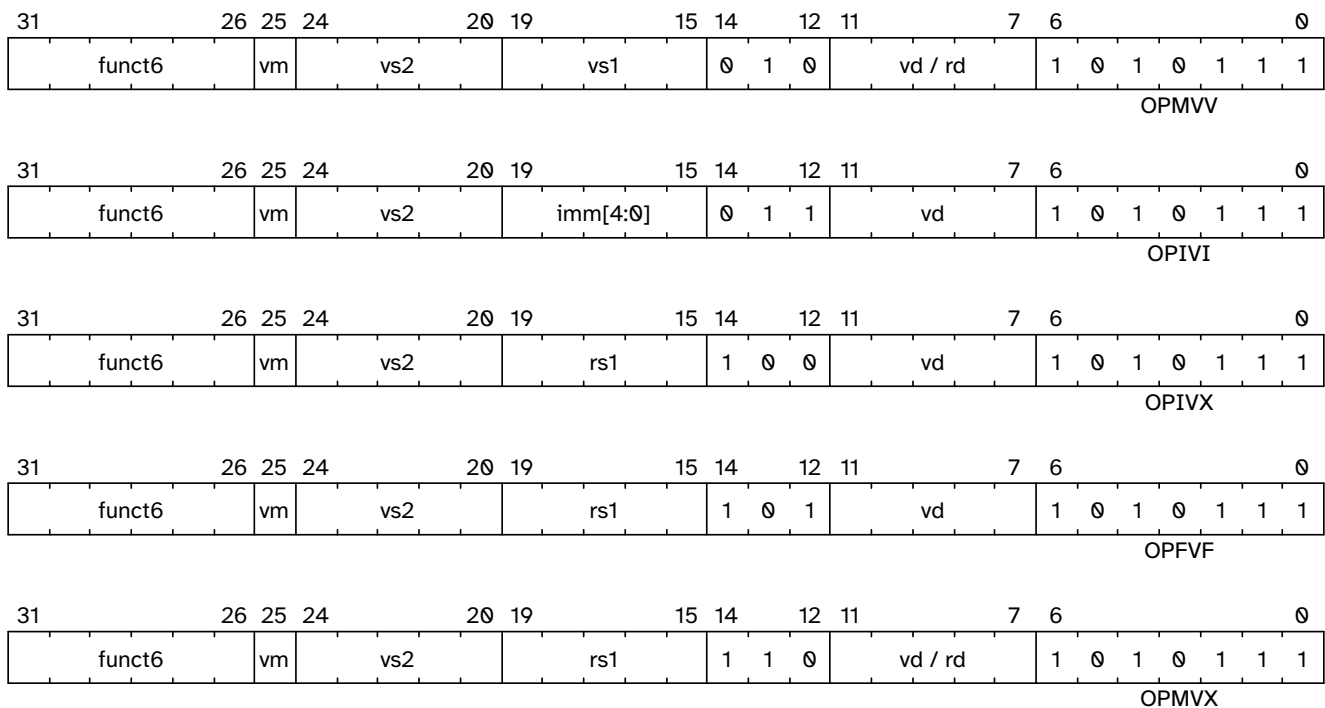 31 26 25 24 20 19 15 14 12 11 7 6 0
funct6 vm vs2 vs1 0 1 0 vd / rd 1 0 1 0 1 1 1
OPMVV
31 26 25 24 20 19 15 14 12 11 7 6 0
funct6 vm vs2 imm[4:0] 0 1 1 vd 1 0 1 0 1 1 1
OPIVI
31 26 25 24 20 19 15 14 12 11 7 6 0
funct6 vm vs2 rs1 1 0 0 vd 1 0 1 0 1 1 1
OPIVX
31 26 25 24 20 19 15 14 12 11 7 6 0
funct6 vm vs2 rs1 1 0 1 vd 1 0 1 0 1 1 1
OPFVF
31 26 25 24 20 19 15 14 12 11 7 6 0
funct6 vm vs2 rs1 1 1 0 vd / rd 1 0 1 0 1 1 1
OPMVX